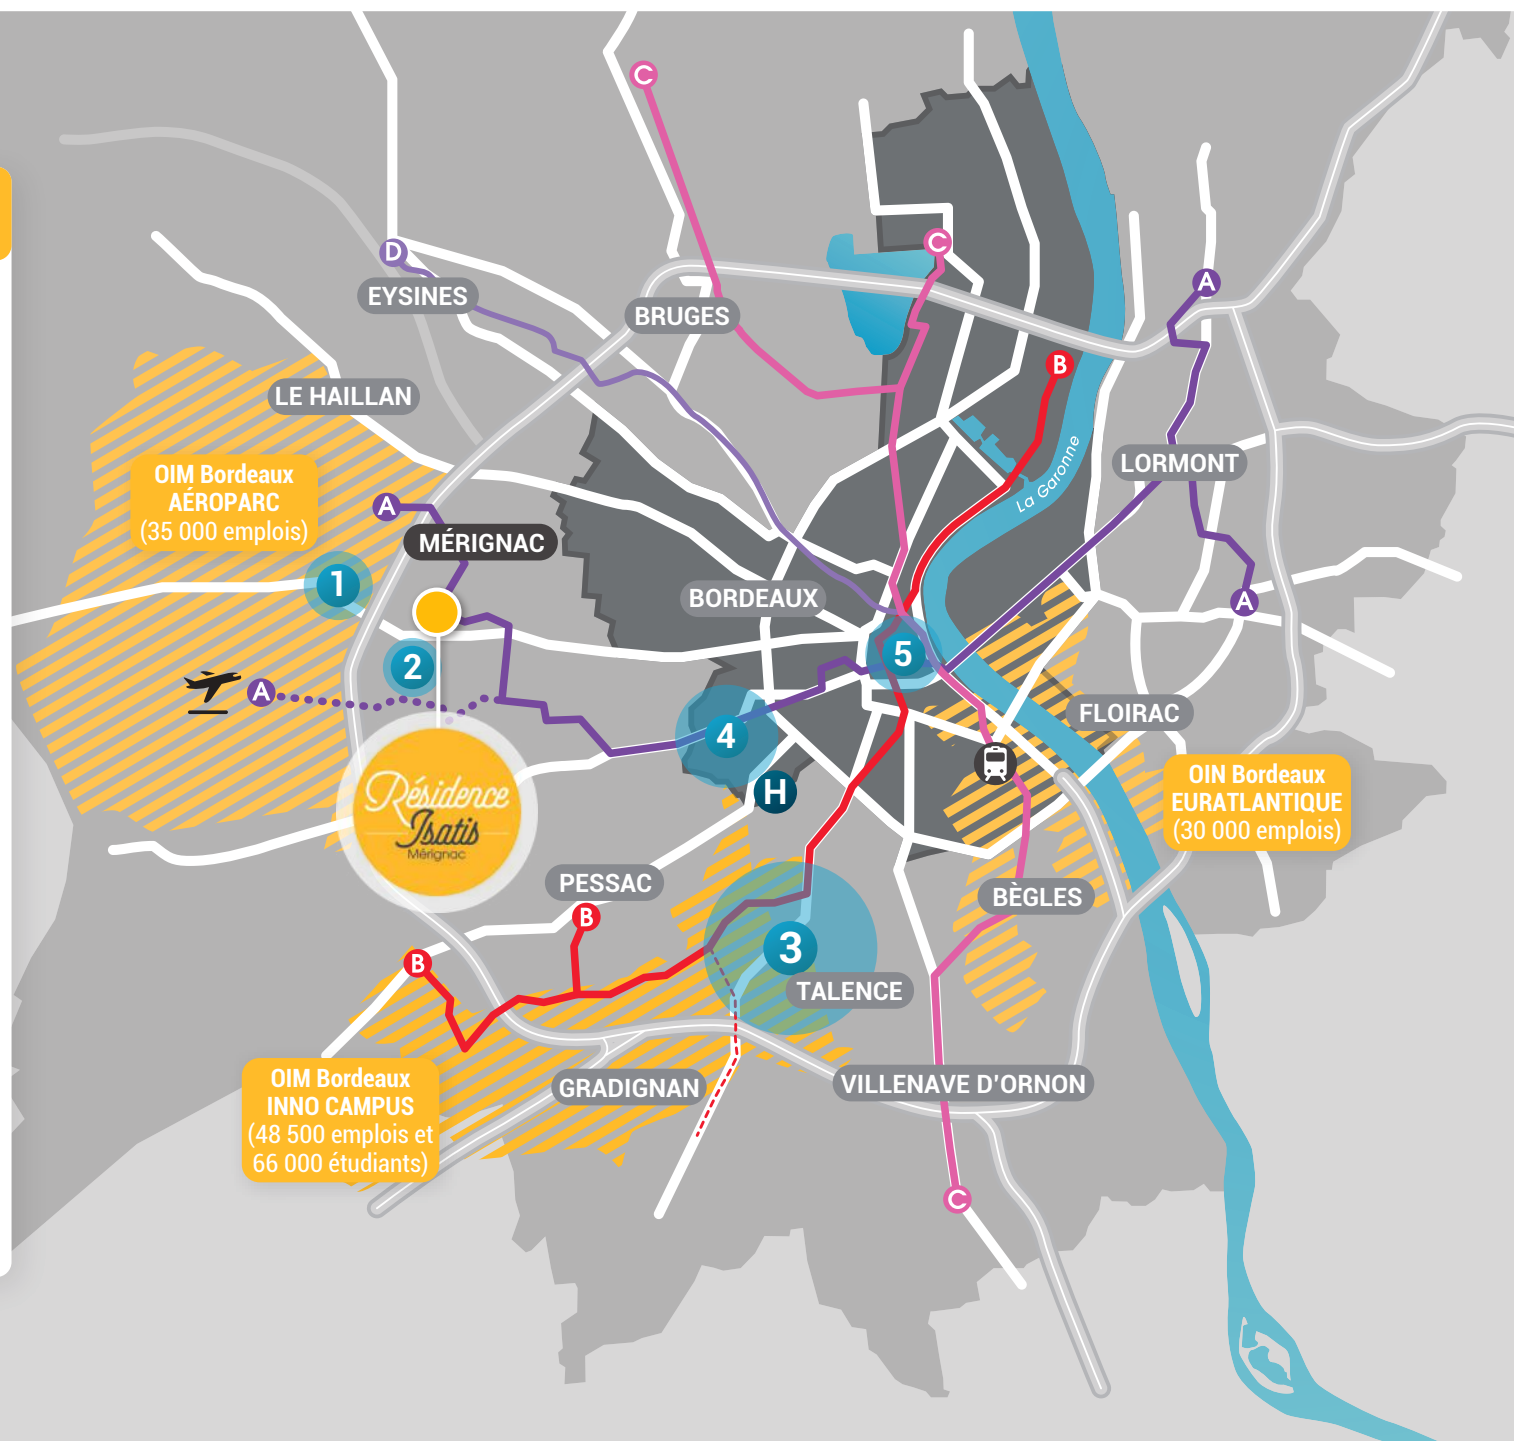 C
C
D
EYSINES
A
BRUGES
B
LE HAILLAN
La Garonne
LORMONT
OIM Bordeaux
AÉROPARC
(35 000 emplois)
A
MÉRIGNAC
1
BORDEAUX
A
2
5
A
4
FLOIRAC
H
OIN Bordeaux
EURATLANTIQUE
(30 000 emplois)
Résidence
Isatis
Mérignac
PESSAC
BÈGLES
B
3
B
TALENCE
OIM Bordeaux
INNO CAMPUS
(48 500 emplois et
66 000 étudiants)
GRADIGNAN
VILLENAVE D'ORNON
C